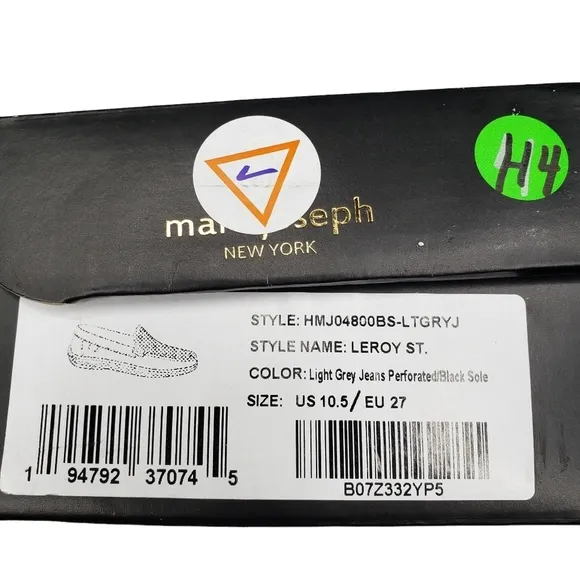 H4
NEW YORK
STYLE: HMJ04800BS-LTGRYJ
STYLE NAME: LEROY ST.
COLOR: Light Grey Jeans Perforated/Black Sole
SIZE: US 10.5/ EU 27
1 94792 37074 5
B07Z332YP5